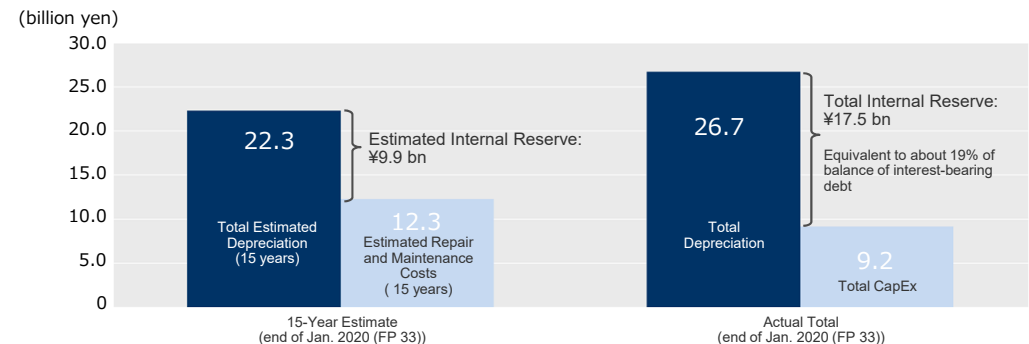 (billion yen)
30.0
25.0
20.0
15.0
10.0
5.0
0
22.3
Total Estimated
Depreciation
(15 years)
Estimated Internal Reserve:
¥9.9 bn
12.3
Estimated Repair
and Maintenance
Costs
( 15 years)
15-Year Estimate
(end of Jan. 2020 (FP 33))
26.7
Total
Depreciation
Total Internal Reserve:
¥17.5 bn
Equivalent to about 19% of
balance of interest-bearing
debt
9.2
Total CapEx
Actual Total
(end of Jan. 2020 (FP 33))